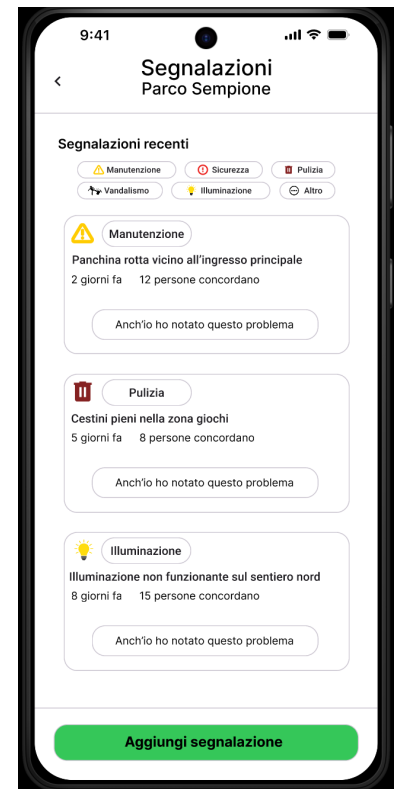 9:41
Segnalazioni
Parco Sempione
Segnalazioni recenti
Manutenzione Sicurezza Pulizia
Vandalismo Illuminazione Altro
Manutenzione
Panchina rotta vicino all'ingresso principale
2 giorni fa 12 persone concordano
Anch'io ho notato questo problema
Pulizia
Cestini pieni nella zona giochi
5 giorni fa 8 persone concordano
Anch'io ho notato questo problema
Illuminazione
Illuminazione non funzionante sul sentiero nord
8 giorni fa 15 persone concordano
Anch'io ho notato questo problema
Aggiungi segnalazione